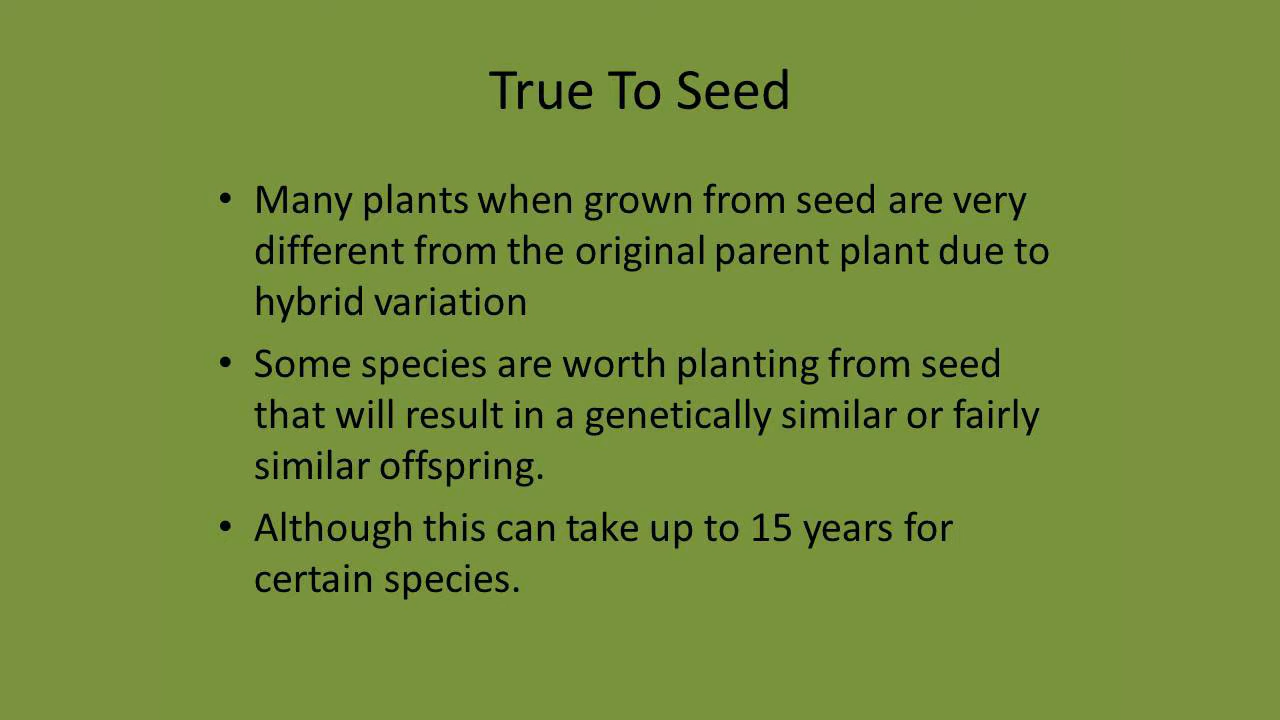 True To Seed
• Many plants when grown from seed are very
different from the original parent plant due to
hybrid variation
• Some species are worth planting from seed
that will result in a genetically similar or fairly
similar offspring.
• Although this can take up to 15 years for
certain species.